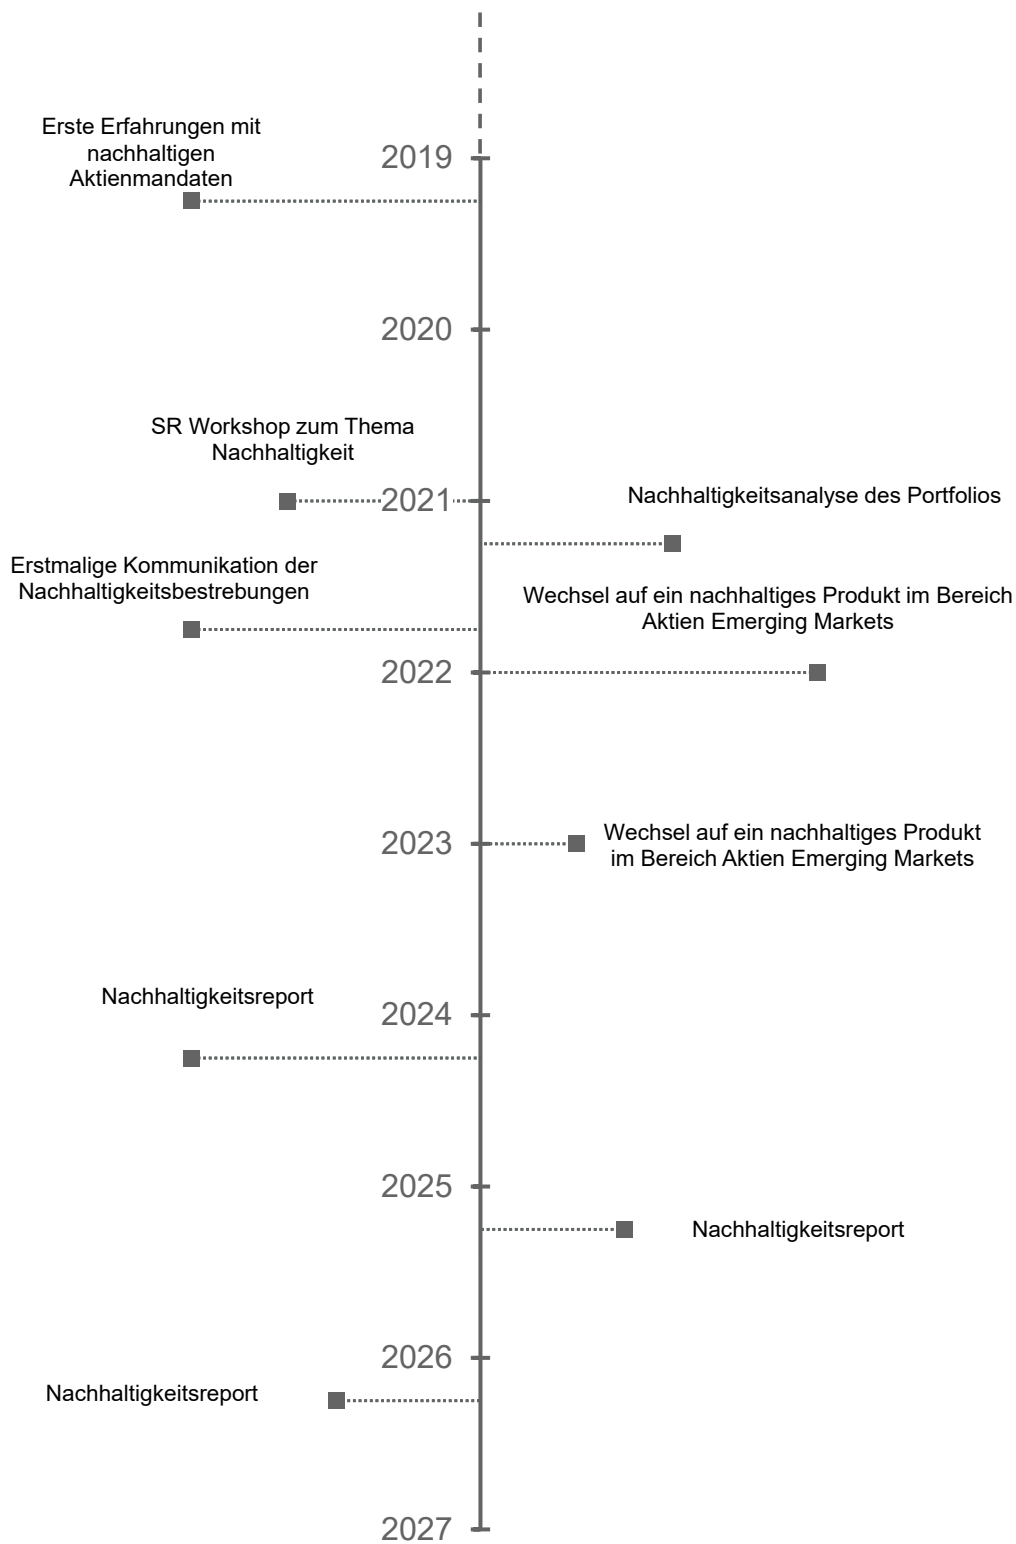 Erste Erfahrungen mit
nachhaltigen
Aktienmandaten
2019
2020
SR Workshop zum Thema
Nachhaltigkeit
2021
Nachhaltigkeitsanalyse des Portfolios
Erstmalige Kommunikation der
Nachhaltigkeitsbestrebungen
Wechsel auf ein nachhaltiges Produkt im Bereich
Aktien Emerging Markets
2022
2023
Wechsel auf ein nachhaltiges Produkt
im Bereich Aktien Emerging Markets
Nachhaltigkeitsreport
2024
2025
Nachhaltigkeitsreport
2026
Nachhaltigkeitsreport
2027